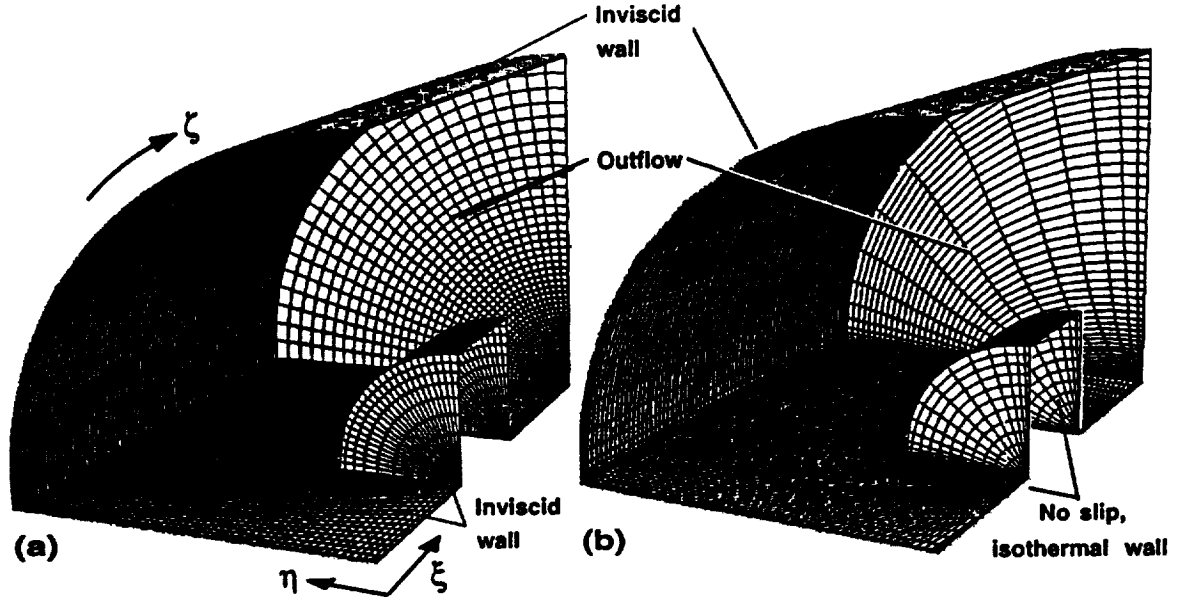 Inviscid
wall
ζ
Outflow
Inviscid
wall
(a)
η
ξ
(b)
No slip,
isothermal wall